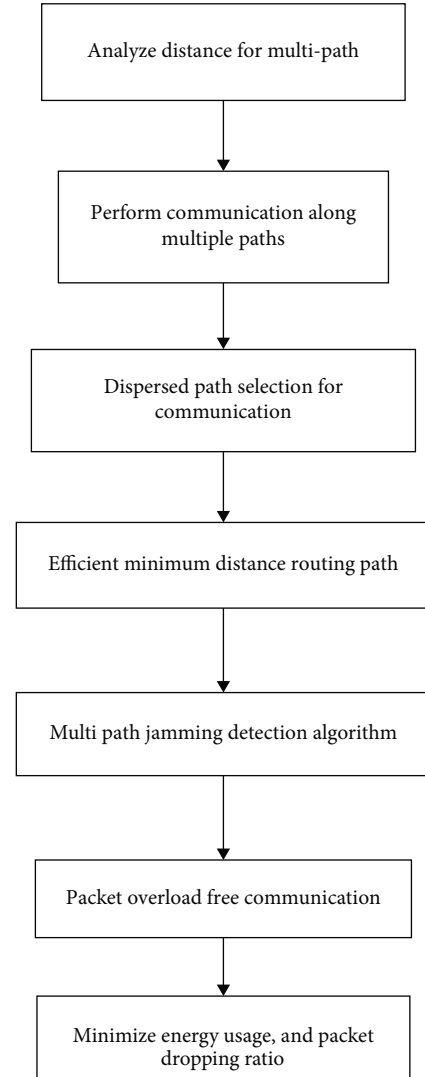 Analyze distance for multi-path
Perform communication along
multiple paths
Dispersed path selection for
communication
Efficient minimum distance routing path
Multi path jamming detection algorithm
Packet overload free communication
Minimize energy usage, and packet
dropping ratio